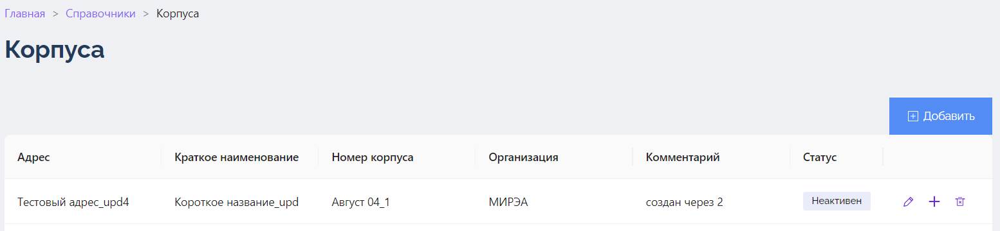 Главная > Справочники > Корпуса
Корпуса
Добавить
Адрес Краткое наименование Номер корпуса Организация Комментарий Статус
Тестовый адрес_upd4 Короткое название_upd Август 04_1 МИРЭА создан через 2 Неактивен